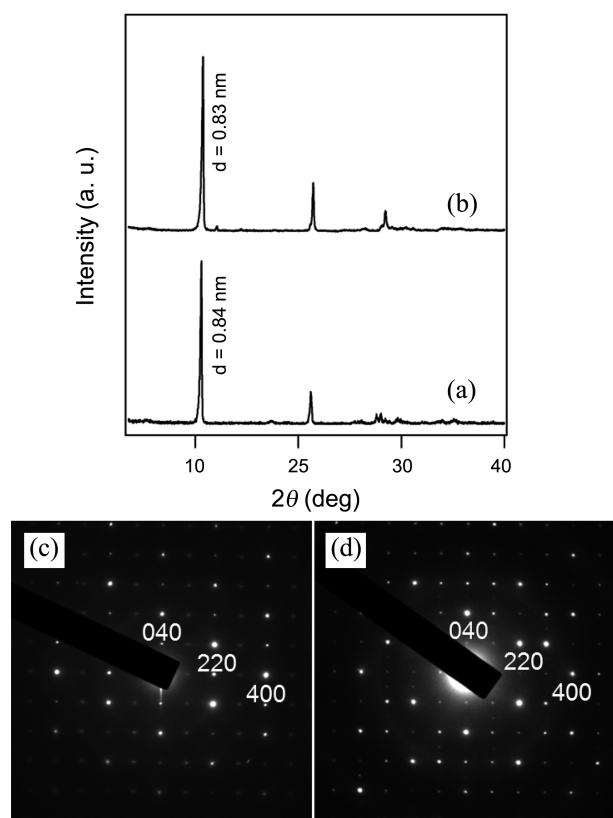 Intensity (a. u.)
d = 0.83 nm
(b)
d = 0.84 nm
(a)
10 25 30 40
2θ (deg)
(c) (d)
040 040
220 220
400 400